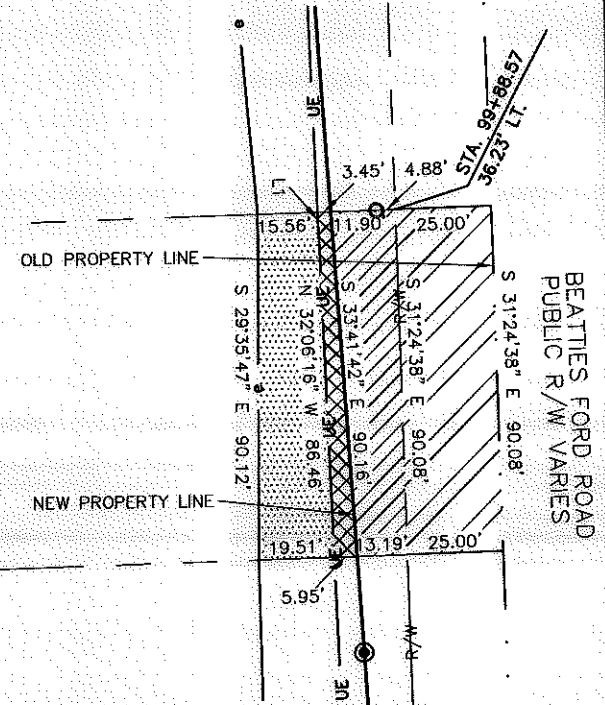 BEATTIES FORD ROAD
PUBLIC R/W VARIES
STA. 99+88.57
36.23' LT.
e
UE
3.45'
4.88'
L1
15.56'
11.90'
25.00'
OLD PROPERTY LINE
S 31°24'38" E 90.08'
R/W
S 31°24'38" E 90.08'
S 33°41'42" E 90.16'
UE
N 32°06'16" W 86.46'
UE
S 29°35'47" E 90.12'
e
NEW PROPERTY LINE
19.51'
UE
13.19'
25.00'
5.95'
R/W
UE